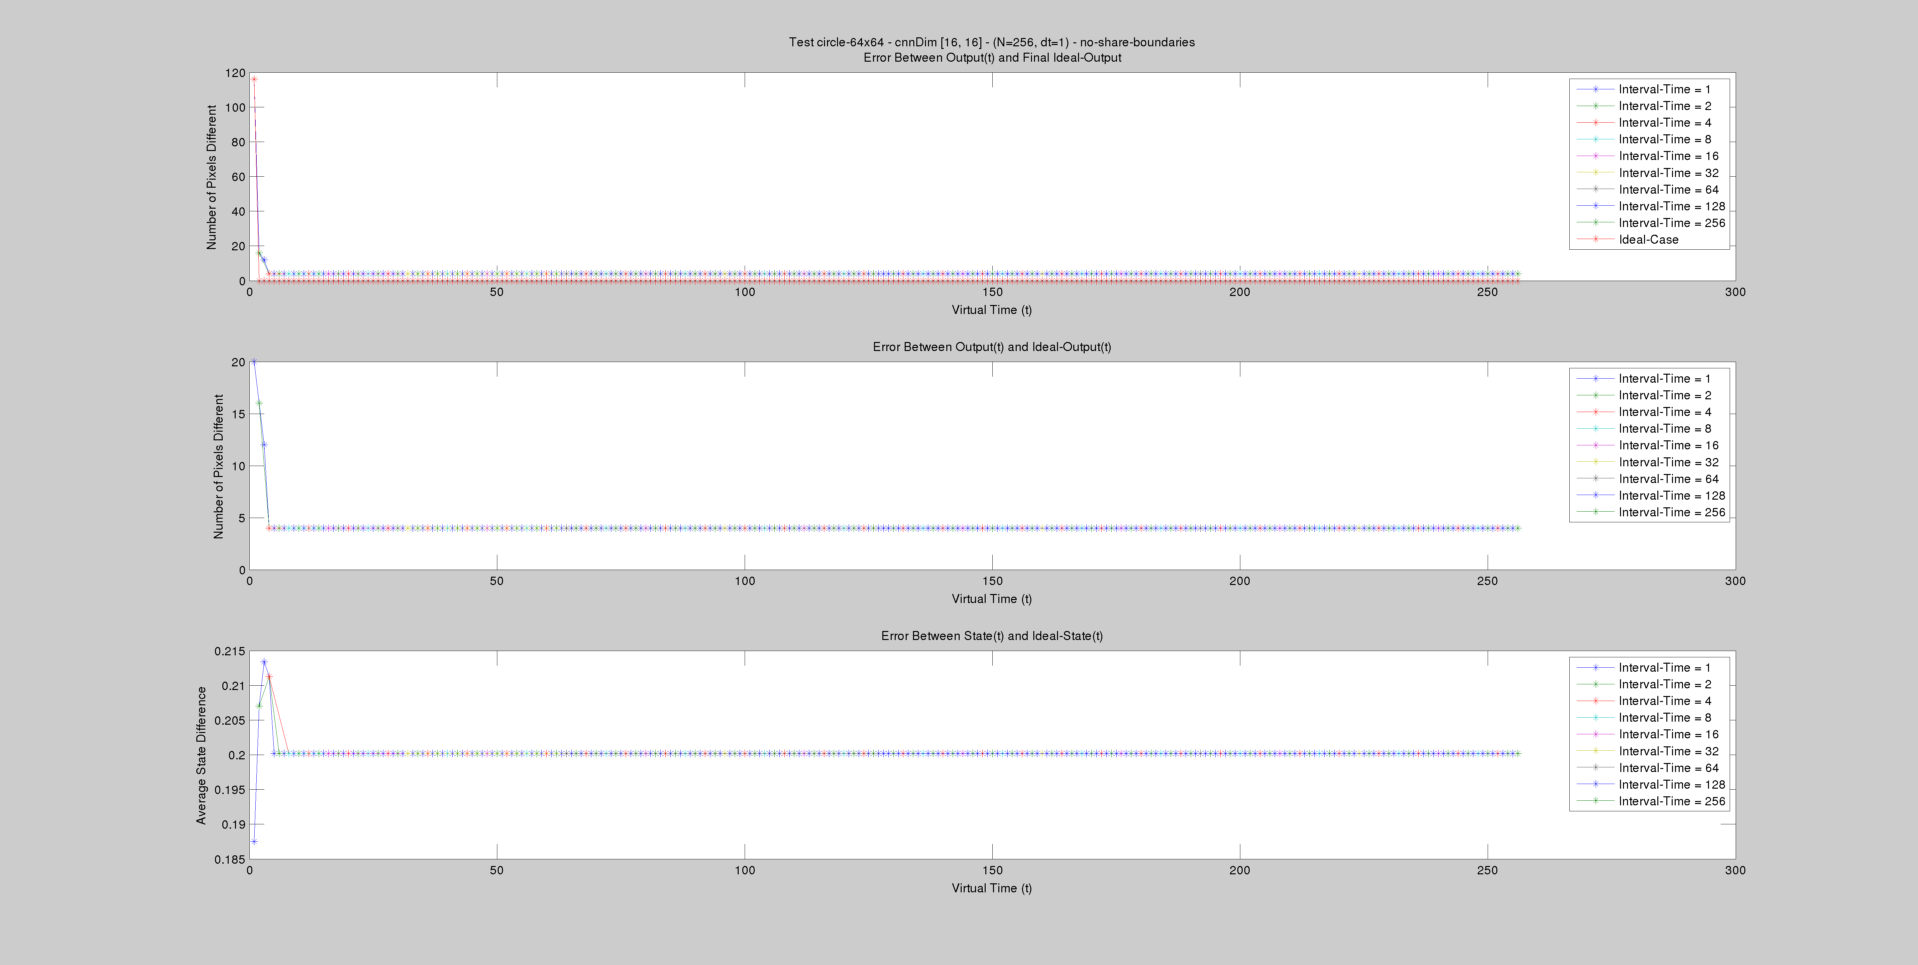 Test circle-64x64 - cnnDim [16, 16] - (N=256, dt=1) - no-share-boundaries
Error Between Output(t) and Final Ideal-Output
Number of Pixels Different
120
100
80
60
40
20
0
0 50 100 150 200 250 300
Virtual Time (t)
Interval-Time = 1
Interval-Time = 2
Interval-Time = 4
Interval-Time = 8
Interval-Time = 16
Interval-Time = 32
Interval-Time = 64
Interval-Time = 128
Interval-Time = 256
Ideal-Case
Error Between Output(t) and Ideal-Output(t)
Number of Pixels Different
20
15
10
5
0
0 50 100 150 200 250 300
Virtual Time (t)
Interval-Time = 1
Interval-Time = 2
Interval-Time = 4
Interval-Time = 8
Interval-Time = 16
Interval-Time = 32
Interval-Time = 64
Interval-Time = 128
Interval-Time = 256
Error Between State(t) and Ideal-State(t)
Average State Difference
0.215
0.21
0.205
0.2
0.195
0.19
0.185
0 50 100 150 200 250 300
Virtual Time (t)
Interval-Time = 1
Interval-Time = 2
Interval-Time = 4
Interval-Time = 8
Interval-Time = 16
Interval-Time = 32
Interval-Time = 64
Interval-Time = 128
Interval-Time = 256